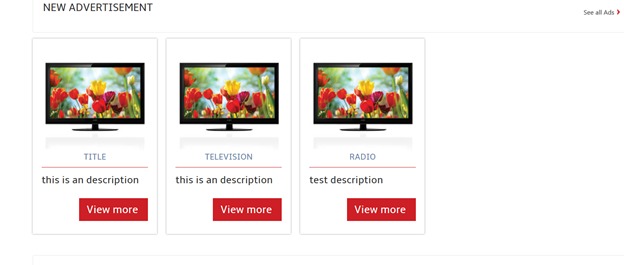 NEW ADVERTISEMENT
See all Ads
TITLE
this is an description
View more
TELEVISION
this is an description
View more
RADIO
test description
View more